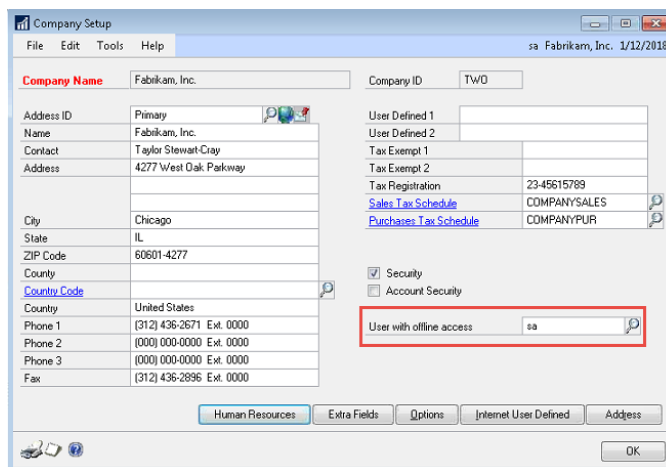 Company Setup
File Edit Tools Help
sa Fabrikam, Inc. 1/12/2018
Company Name Fabrikam, Inc.
Company ID TWO
Address ID Primary
Name Fabrikam, Inc.
Contact Taylor Stewart-Cray
Address 4277 West Oak Parkway
City Chicago
State IL
ZIP Code 60601-4277
County
Country Code
Country United States
Phone 1 (312) 436-2671 Ext. 0000
Phone 2 (000) 000-0000 Ext. 0000
Phone 3 (000) 000-0000 Ext. 0000
Fax (312) 436-2896 Ext. 0000
User Defined 1
User Defined 2
Tax Exempt 1
Tax Exempt 2
Tax Registration 23-45615789
Sales Tax Schedule COMPANYSALES
Purchases Tax Schedule COMPANYPUR
Security
Account Security
User with offline access sa
Human Resources Extra Fields Options Internet User Defined Address
OK